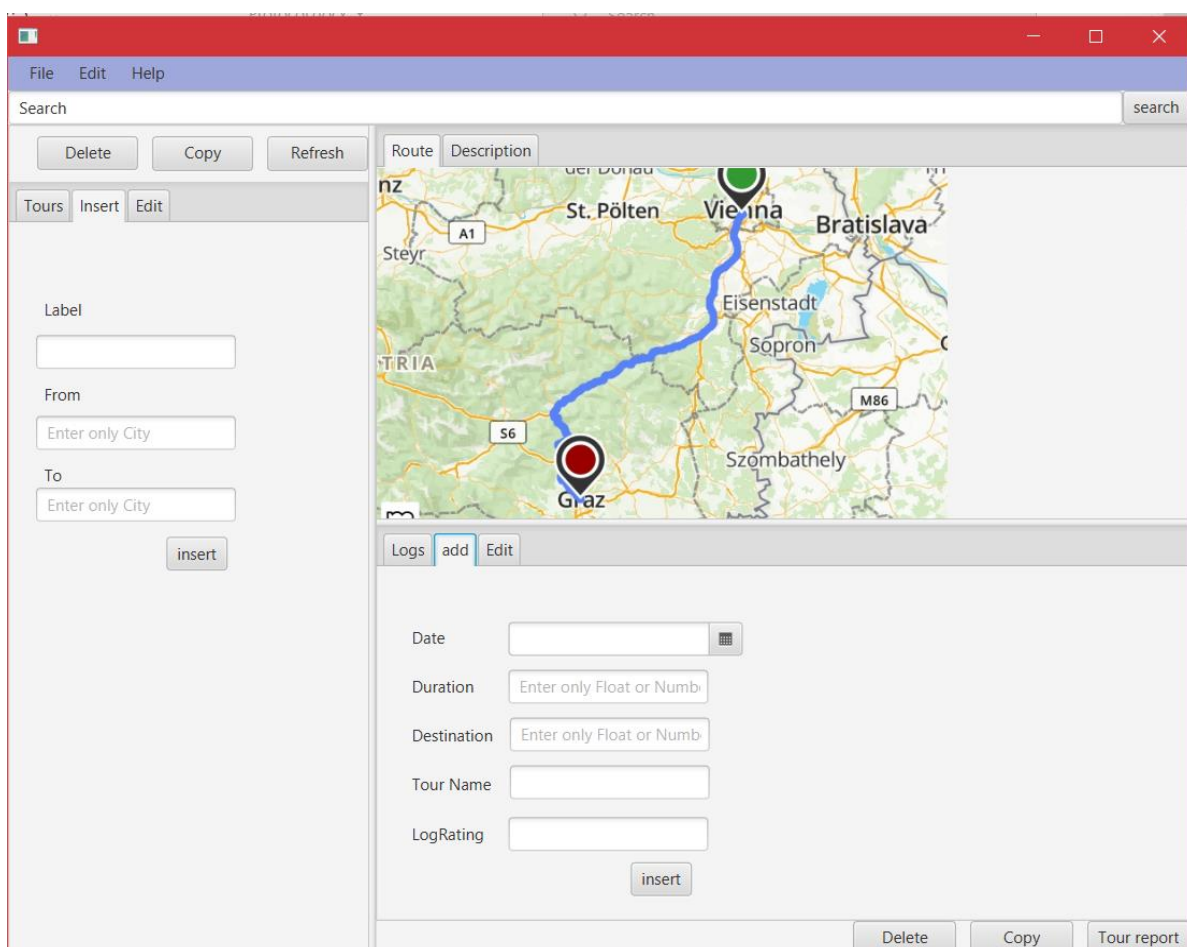 File Edit Help
Search search
Delete Copy Refresh
Tours Insert Edit
Label
From
Enter only City
To
Enter only City
insert
Route Description
nz
St. Pölten
Vienna
Bratislava
A1
Steyr
Eisenstadt
Sopron
TRIA
M86
S6
Szombathely
Graz
Logs add Edit
Date
Duration Enter only Float or Numb
Destination Enter only Float or Numb
Tour Name
LogRating
insert
Delete Copy Tour report